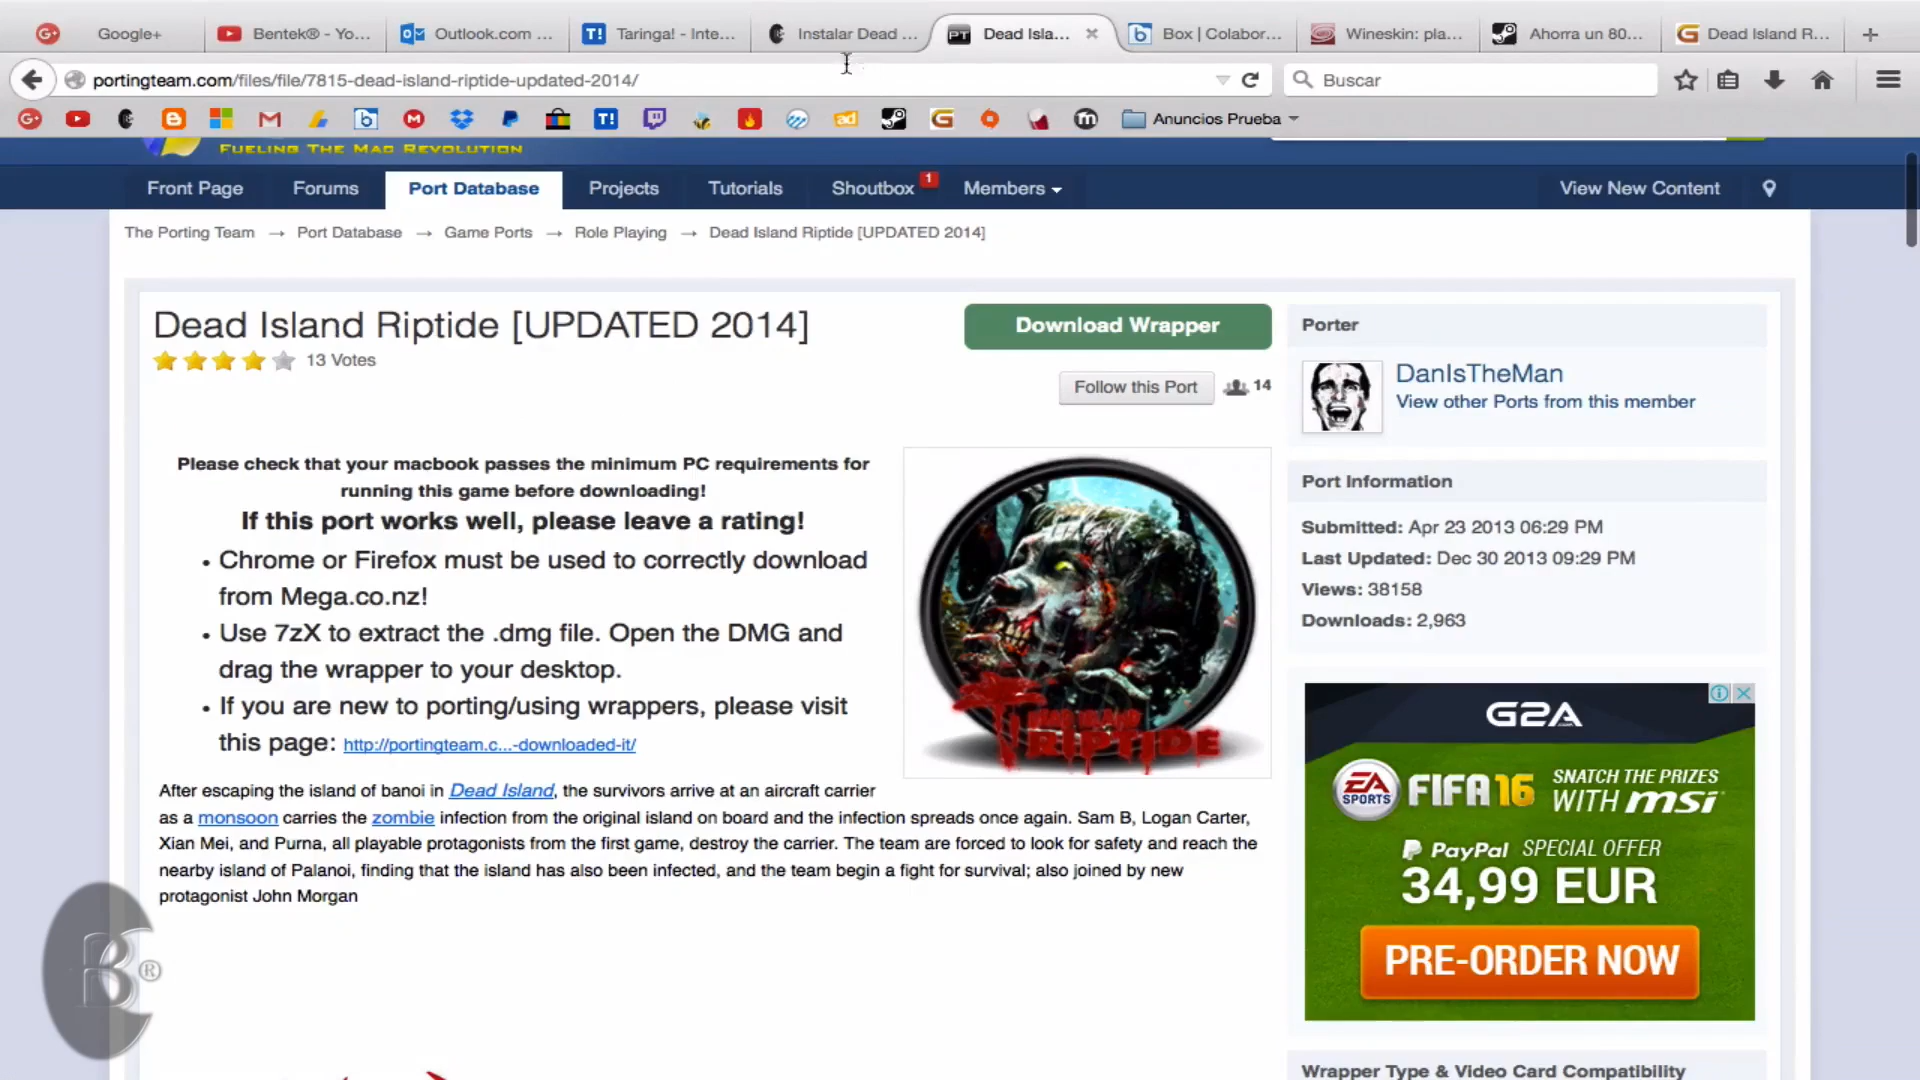 Google+
Bentek® - Yo...
Outlook.com ...
Taringa! - Inte...
Instalar Dead ...
Dead Isla...
Box | Colabor...
Wineskin: pla...
Ahorra un 80...
Dead Island R...
portingteam.com/files/file/7815-dead-island-riptide-updated-2014/
Buscar
Anuncios Prueba
FUELING THE MAC REVOLUTION
Front Page
Forums
Port Database
Projects
Tutorials
Shoutbox 1
Members
View New Content
The Porting Team → Port Database → Game Ports → Role Playing → Dead Island Riptide [UPDATED 2014]
Dead Island Riptide [UPDATED 2014]
13 Votes
Download Wrapper
Follow this Port
14
Please check that your macbook passes the minimum PC requirements for
running this game before downloading!
If this port works well, please leave a rating!
• Chrome or Firefox must be used to correctly download
from Mega.co.nz!
• Use 7zX to extract the .dmg file. Open the DMG and
drag the wrapper to your desktop.
• If you are new to porting/using wrappers, please visit
this page: http://portingteam.c...-downloaded-it/
After escaping the island of banoi in Dead Island, the survivors arrive at an aircraft carrier
as a monsoon carries the zombie infection from the original island on board and the infection spreads once again. Sam B, Logan Carter,
Xian Mei, and Purna, all playable protagonists from the first game, destroy the carrier. The team are forced to look for safety and reach the
nearby island of Palanoi, finding that the island has also been infected, and the team begin a fight for survival; also joined by new
protagonist John Morgan
DEAD ISLAND
RIPTIDE
Porter
DanIsTheMan
View other Ports from this member
Port Information
Submitted: Apr 23 2013 06:29 PM
Last Updated: Dec 30 2013 09:29 PM
Views: 38158
Downloads: 2,963
G2A
EA SPORTS
FIFA 16
SNATCH THE PRIZES
WITH msi
PayPal SPECIAL OFFER
34,99 EUR
PRE-ORDER NOW
Wrapper Type & Video Card Compatibility
B®